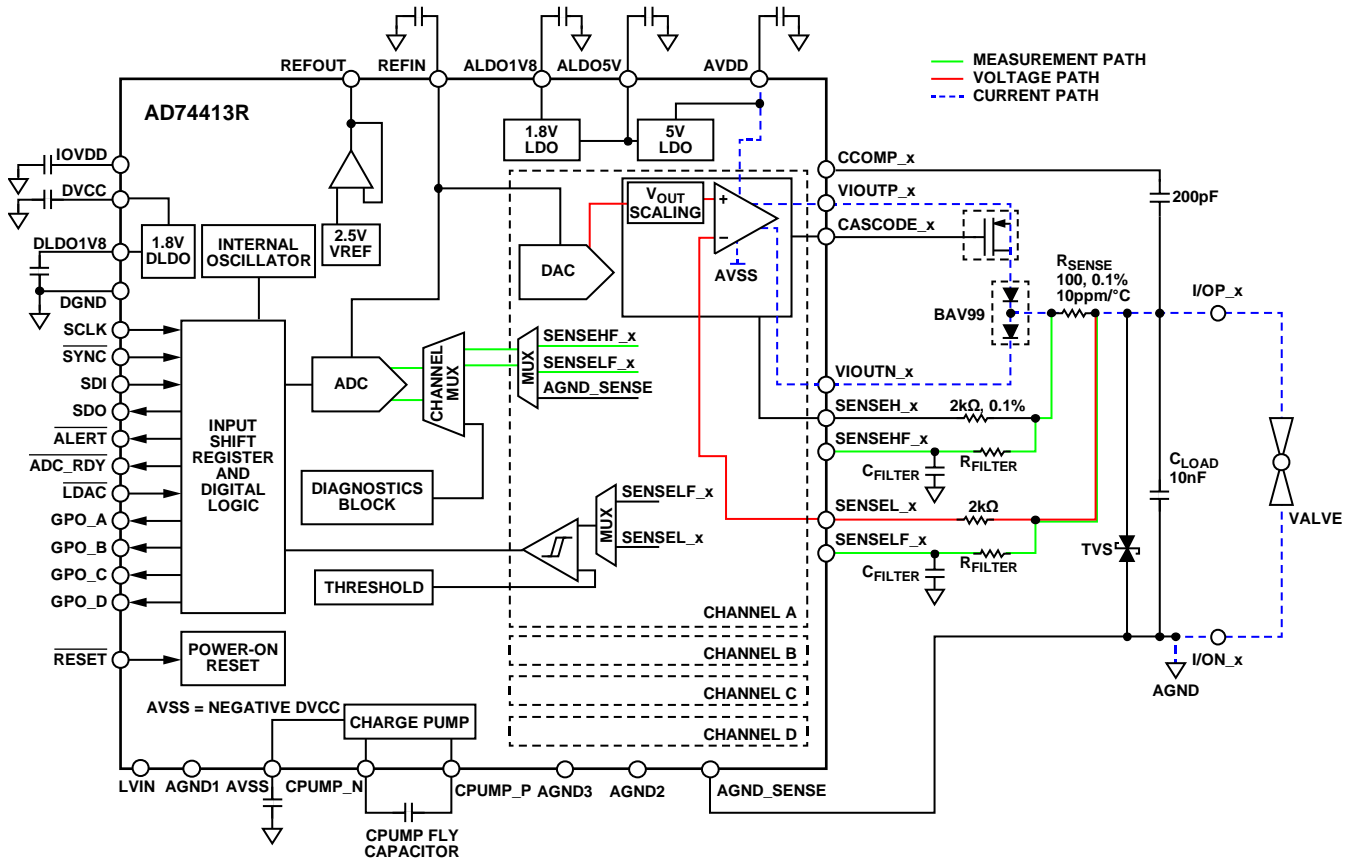 REFOUT
REFIN
ALDO1V8
ALDO5V
AVDD
MEASUREMENT PATH
VOLTAGE PATH
CURRENT PATH
AD74413R
IOVDD
DVCC
DLDO1V8
DGND
SCLK
SYNC
SDI
SDO
ALERT
ADC_RDY
LDAC
GPO_A
GPO_B
GPO_C
GPO_D
RESET
1.8V
DLDO
INTERNAL
OSCILLATOR
2.5V
VREF
1.8V
LDO
5V
LDO
INPUT
SHIFT
REGISTER
AND
DIGITAL
LOGIC
POWER-ON
RESET
ADC
CHANNEL
MUX
DIAGNOSTICS
BLOCK
THRESHOLD
DAC
VOUT
SCALING
+
–
AVSS
MUX
SENSEHF_x
SENSELF_x
AGND_SENSE
MUX
SENSELF_x
SENSEL_x
CHANNEL A
CHANNEL B
CHANNEL C
CHANNEL D
AVSS = NEGATIVE DVCC
CHARGE PUMP
LVIN
AGND1
AVSS
CPUMP_N
CPUMP_P
AGND3
AGND2
AGND_SENSE
CPUMP FLY
CAPACITOR
CCOMP_x
VIOUTP_x
CASCODE_x
VIOUTN_x
SENSEH_x
SENSEHF_x
SENSEL_x
SENSELF_x
200pF
RSENSE
100, 0.1%
10ppm/°C
BAV99
2kΩ, 0.1%
CFILTER
RFILTER
2kΩ
CFILTER
RFILTER
I/OP_x
CLOAD
10nF
TVS
VALVE
I/ON_x
AGND